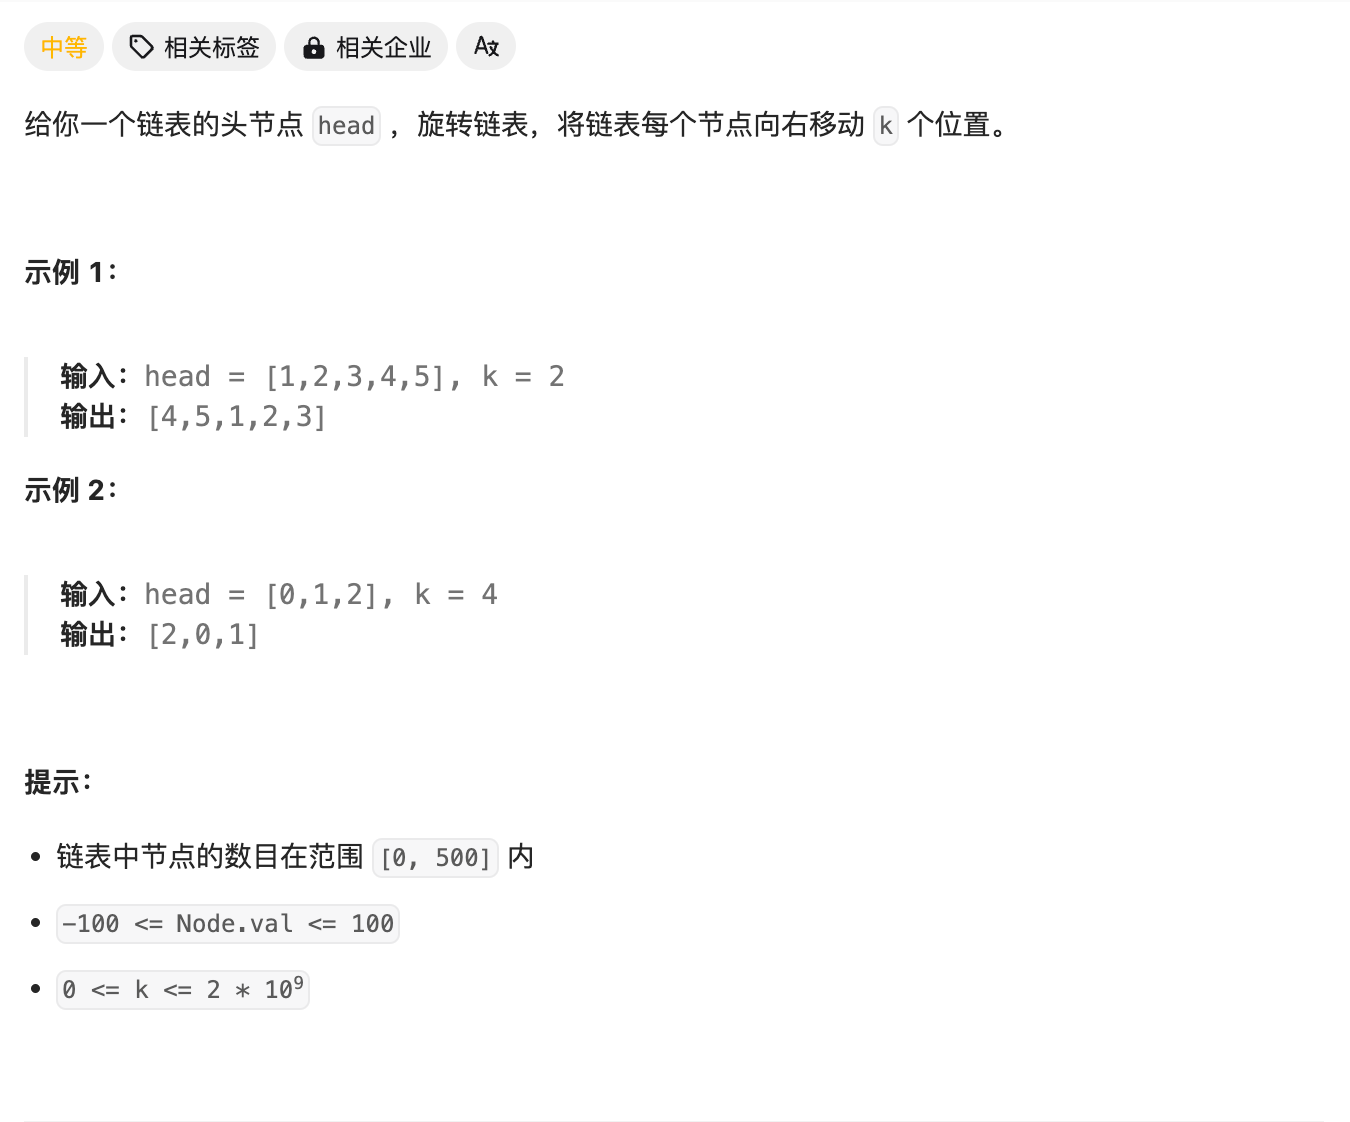 中等 相关标签 相关企业 A文
给你一个链表的头节点 head ，旋转链表，将链表每个节点向右移动 k 个位置。
示例 1：
输入：head = [1,2,3,4,5], k = 2
输出：[4,5,1,2,3]
示例 2：
输入：head = [0,1,2], k = 4
输出：[2,0,1]
提示：
• 链表中节点的数目在范围 [0, 500] 内
• -100 <= Node.val <= 100
• 0 <= k <= 2 * 10⁹